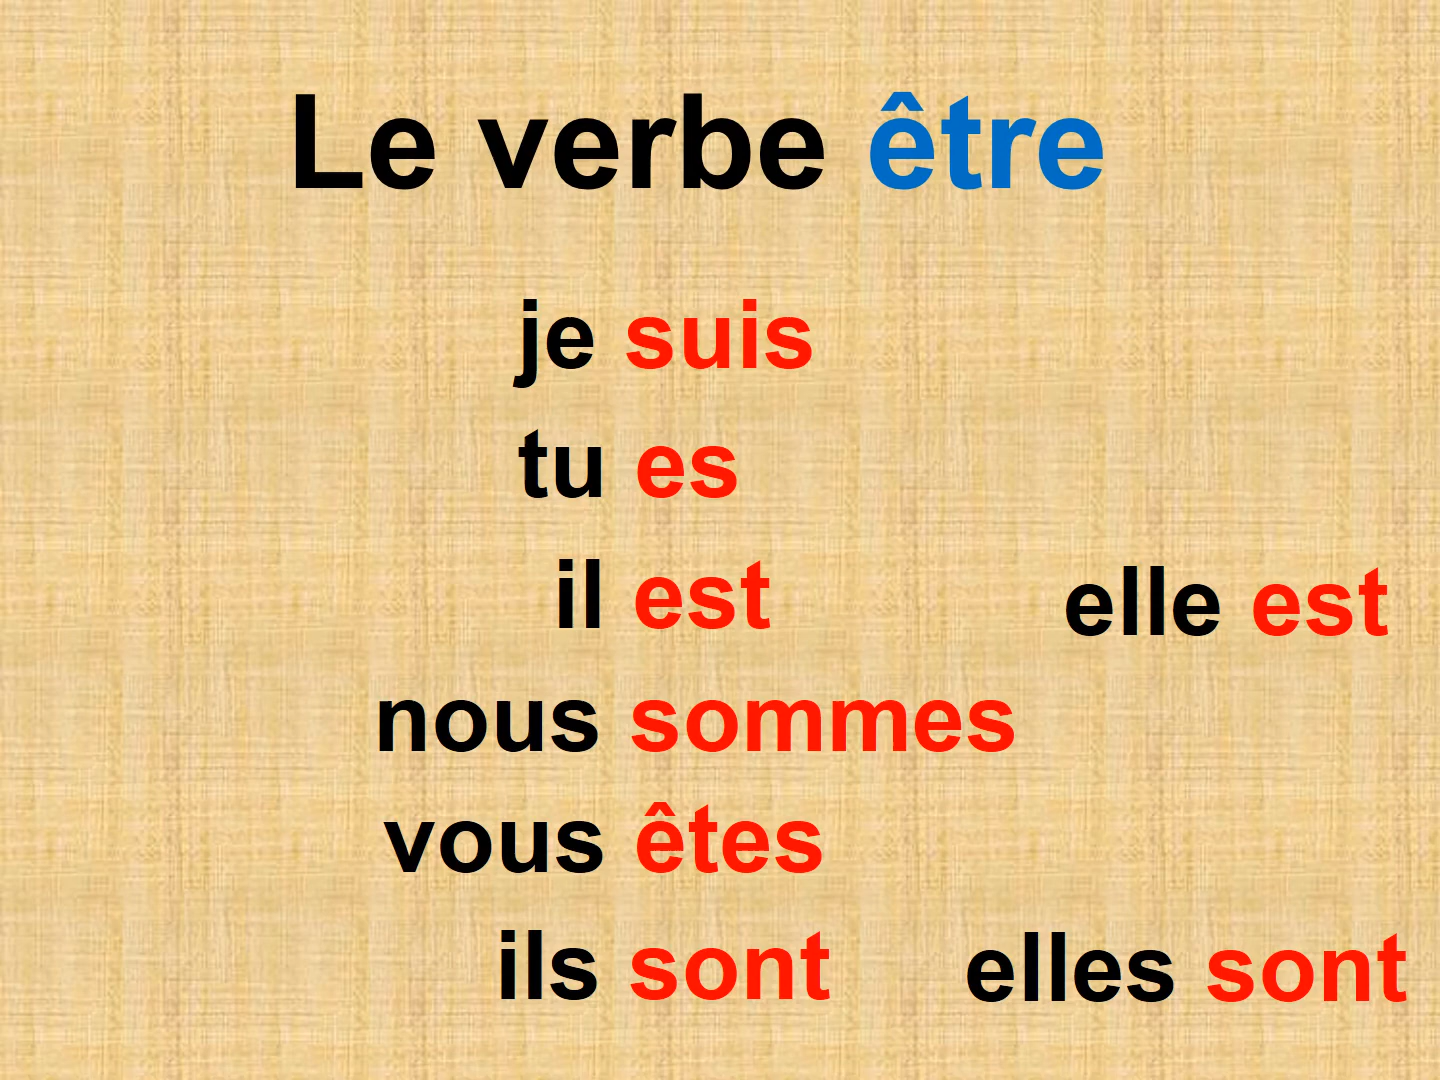 Le verbe être
je suis
tu es
il est elle est
nous sommes
vous êtes
ils sont elles sont